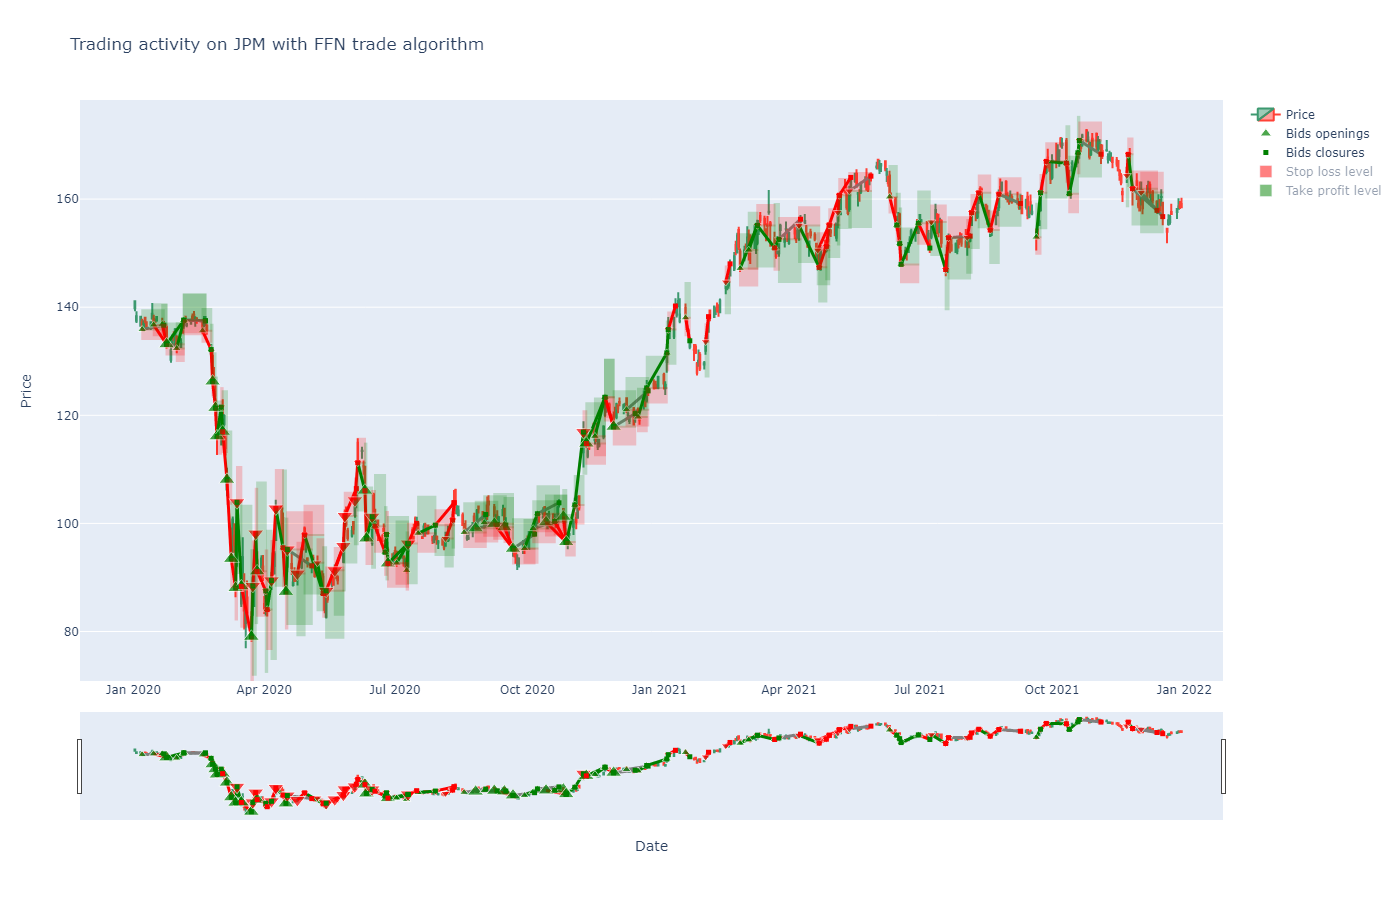 Trading activity on JPM with FFN trade algorithm
Price
Bids openings
Bids closures
Stop loss level
Take profit level
160
140
120
100
80
Price
Jan 2020
Apr 2020
Jul 2020
Oct 2020
Jan 2021
Apr 2021
Jul 2021
Oct 2021
Jan 2022
Date